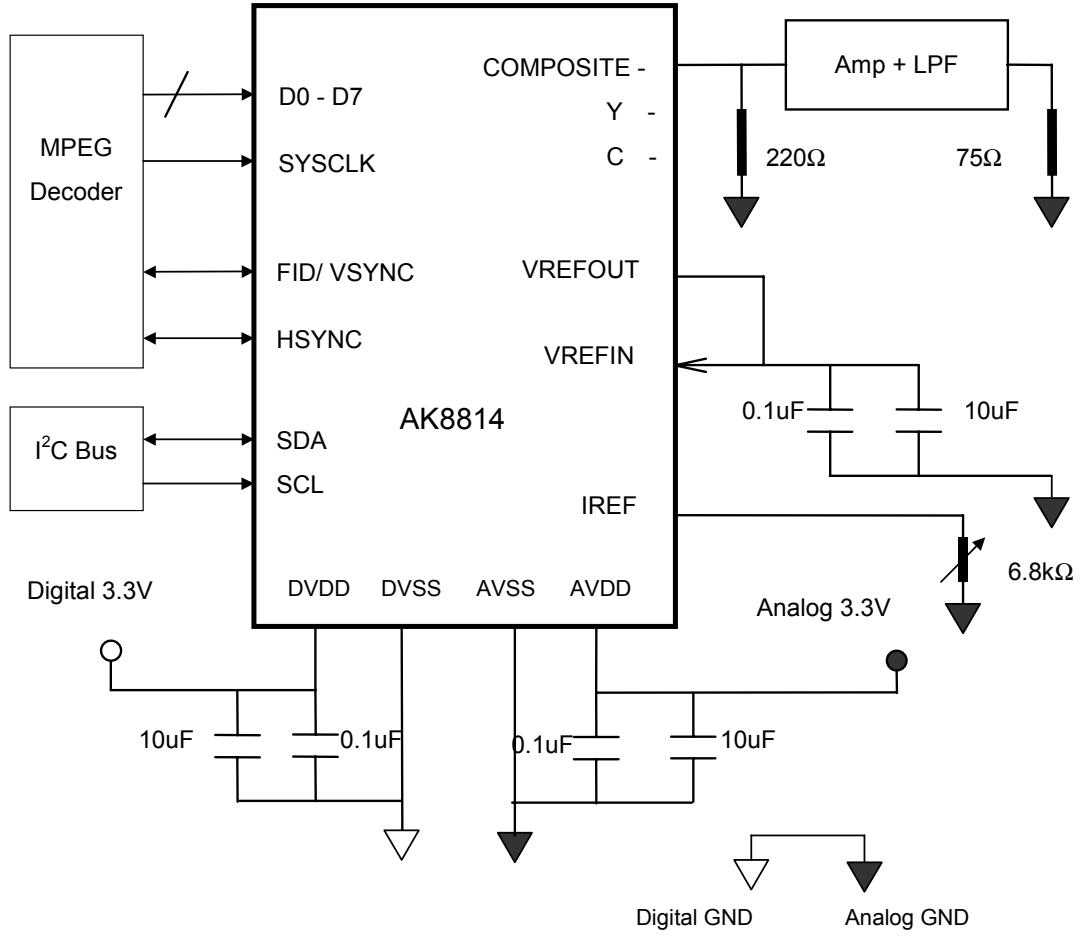 MPEG
Decoder
D0 - D7
SYSCLK
FID/ VSYNC
HSYNC
I²C Bus
SDA
SCL
COMPOSITE -
Y -
C -
Amp + LPF
220Ω
75Ω
VREFOUT
VREFIN
0.1uF
10uF
AK8814
IREF
6.8kΩ
Digital 3.3V
DVDD DVSS AVSS AVDD
Analog 3.3V
10uF
0.1uF
0.1uF
10uF
Digital GND
Analog GND